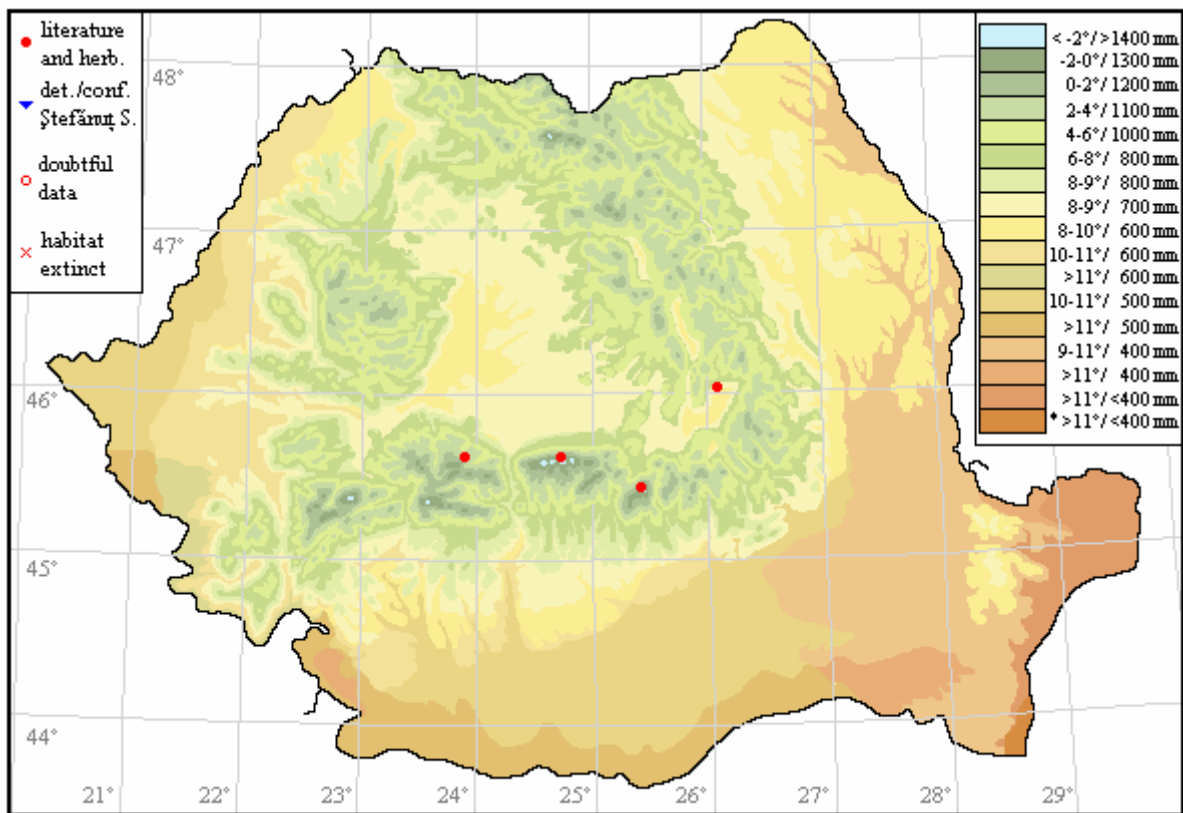 literature
and herb.
det./conf.
Ștefănuț S.
doubtful
data
habitat
extinct
< -2°/>1400 mm
-2-0°/1300 mm
0-2°/1200 mm
2-4°/1100 mm
4-6°/1000 mm
6-8°/ 800 mm
8-9°/ 800 mm
8-9°/ 700 mm
8-10°/ 600 mm
10-11°/ 600 mm
>11°/ 600 mm
10-11°/ 500 mm
>11°/ 500 mm
9-11°/ 400 mm
>11°/ 400 mm
>11°/<400 mm
* >11°/<400 mm
48°
47°
46°
45°
44°
21° 22° 23° 24° 25° 26° 27° 28° 29°